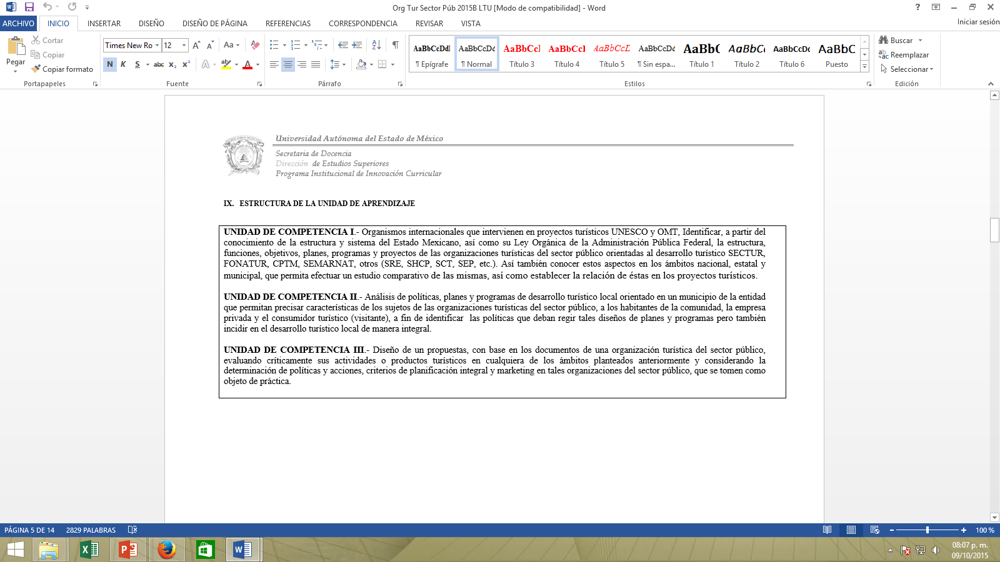 Org Tur Sector Púb 2015B LTU [Modo de compatibilidad] - Word
Iniciar sesión
ARCHIVO INICIO INSERTAR DISEÑO DISEÑO DE PÁGINA REFERENCIAS CORRESPONDENCIA REVISAR VISTA
Pegar
Cortar
Copiar
Copiar formato
Portapapeles
Times New Ro 12
N K S abc x₂ x²
Fuente
Párrafo
AaBbCcDdI AaBbCcDd AaBbCcI AaBbCcI AaBbCcL AaBbCcDd AaBbC AaBbCc AaBbCcDc AaBbC
¶ Epígrafe ¶ Normal Título 3 Título 4 Título 5 ¶ Sin espa... Título 1 Título 2 Título 6 Puesto
Estilos
Buscar
Reemplazar
Seleccionar
Edición
Universidad Autónoma del Estado de México
Secretaria de Docencia
Dirección de Estudios Superiores
Programa Institucional de Innovación Curricular
IX. ESTRUCTURA DE LA UNIDAD DE APRENDIZAJE
UNIDAD DE COMPETENCIA I.- Organismos internacionales que intervienen en proyectos turísticos UNESCO y OMT, Identificar, a partir del
conocimiento de la estructura y sistema del Estado Mexicano, así como su Ley Orgánica de la Administración Pública Federal, la estructura,
funciones, objetivos, planes, programas y proyectos de las organizaciones turísticas del sector público orientadas al desarrollo turístico SECTUR,
FONATUR, CPTM, SEMARNAT, otros (SRE, SHCP, SCT, SEP, etc.). Así también conocer estos aspectos en los ámbitos nacional, estatal y
municipal, que permita efectuar un estudio comparativo de las mismas, así como establecer la relación de éstas en los proyectos turísticos.
UNIDAD DE COMPETENCIA II.- Análisis de políticas, planes y programas de desarrollo turístico local orientado en un municipio de la entidad
que permitan precisar características de los sujetos de las organizaciones turísticas del sector público, a los habitantes de la comunidad, la empresa
privada y el consumidor turístico (visitante), a fin de identificar las políticas que deban regir tales diseños de planes y programas pero también
incidir en el desarrollo turístico local de manera integral.
UNIDAD DE COMPETENCIA III.- Diseño de un propuestas, con base en los documentos de una organización turística del sector público,
evaluando críticamente sus actividades o productos turísticos en cualquiera de los ámbitos planteados anteriormente y considerando la
determinación de políticas y acciones, criterios de planificación integral y marketing en tales organizaciones del sector público, que se tomen como
objeto de práctica.
PÁGINA 5 DE 14 2829 PALABRAS
100 %
08:07 p. m.
09/10/2015